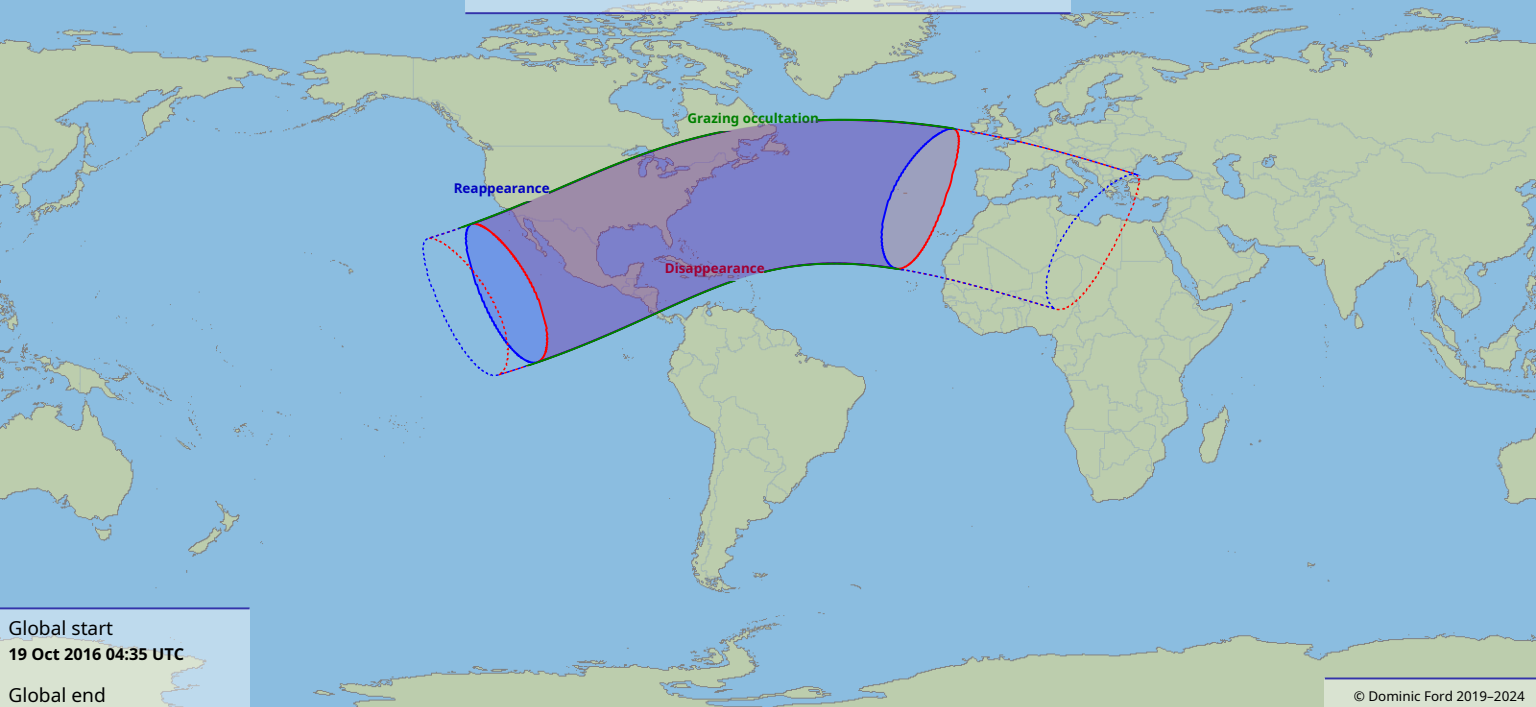 Grazing occultation
Reappearance
Disappearance
Global start
19 Oct 2016 04:35 UTC
Global end
© Dominic Ford 2019–2024